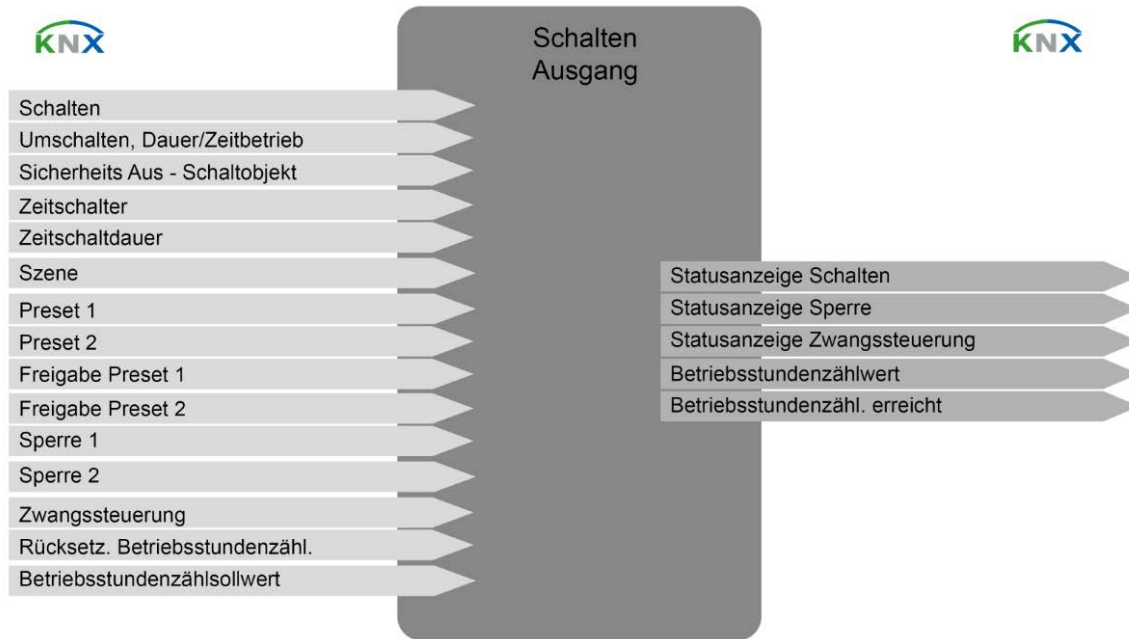 KNX
Schalten
Ausgang
KNX
Schalten
Umschalten, Dauer/Zeitbetrieb
Sicherheits Aus - Schaltobjekt
Zeitschalter
Zeitschaltdauer
Szene
Preset 1
Preset 2
Freigabe Preset 1
Freigabe Preset 2
Sperre 1
Sperre 2
Zwangssteuerung
Rücksetz. Betriebsstundenzähl.
Betriebsstundenzählsollwert
Statusanzeige Schalten
Statusanzeige Sperre
Statusanzeige Zwangssteuerung
Betriebsstundenzählwert
Betriebsstundenzähl. erreicht